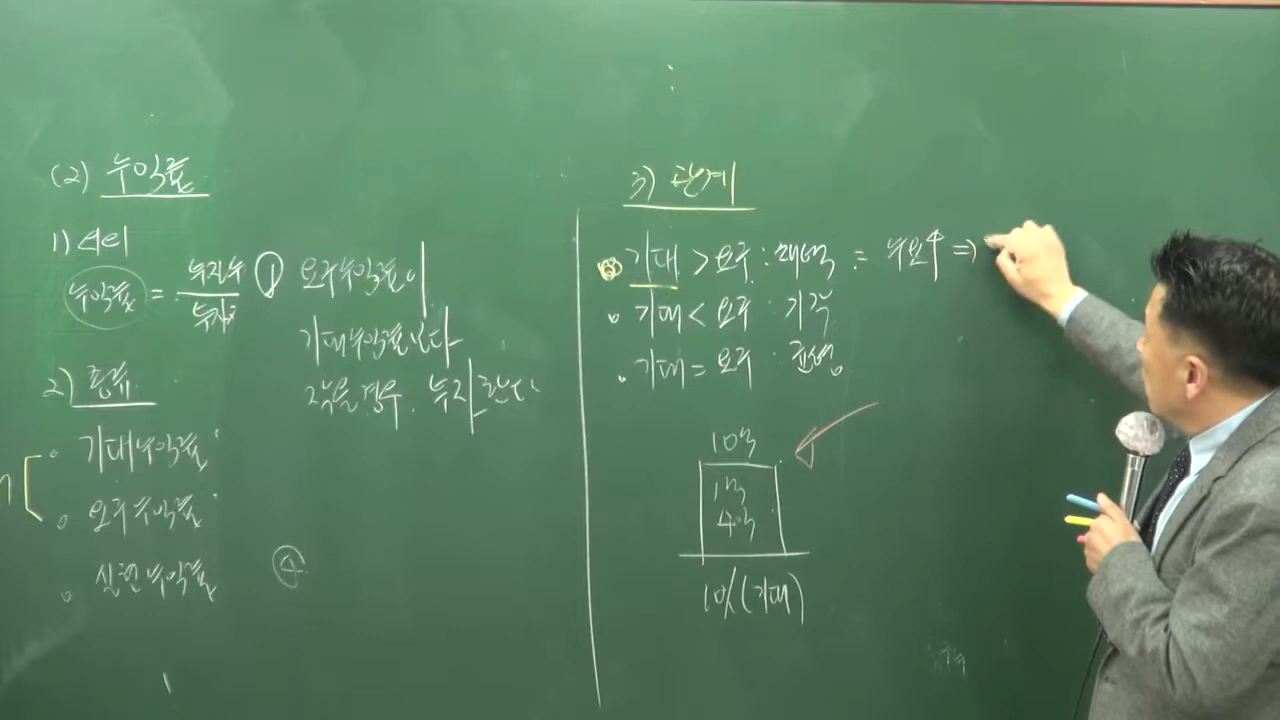 (2) 수익률
1) 의의
수익률 = 순수익 / 투자
① 요구수익률이
기대수익률보다
작을 경우. 투자한다.
2) 종류
· 기대수익률
· 요구수익률
· 실현수익률
④
3) 관계
기대 > 요구 : 채택 = 수요↑ ⇒
· 기대 < 요구 : 기각
· 기대 = 요구 : 균형
10억
1억
4억
10% (기대)